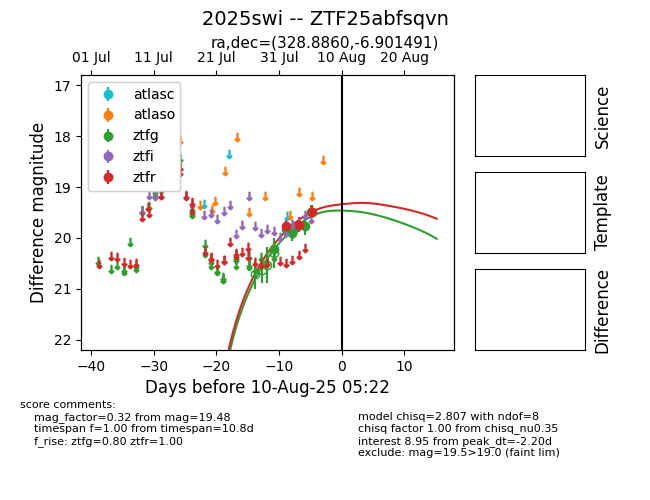 2025swi -- ZTF25abfsqvn
ra,dec=(328.8860,-6.901491)
01 Jul 11 Jul 21 Jul 31 Jul 10 Aug 20 Aug
17
18
19
20
21
22
Difference magnitude
atlasc
atlaso
ztfg
ztfi
ztfr
Science
Template
Difference
−40 −30 −20 −10 0 10
Days before 10-Aug-25 05:22
score comments:
mag_factor=0.32 from mag=19.48
timespan f=1.00 from timespan=10.8d
f_rise: ztfg=0.80 ztfr=1.00
model chisq=2.807 with ndof=8
chisq factor 1.00 from chisq_nu0.35
interest 8.95 from peak_dt=-2.20d
exclude: mag=19.5>19.0 (faint lim)